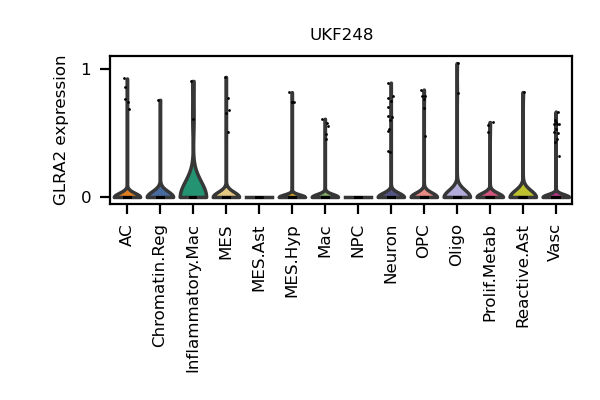 UKF248
GLRA2 expression
1
0
AC
Chromatin.Reg
Inflammatory.Mac
MES
MES.Ast
MES.Hyp
Mac
NPC
Neuron
OPC
Oligo
Prolif.Metab
Reactive.Ast
Vasc